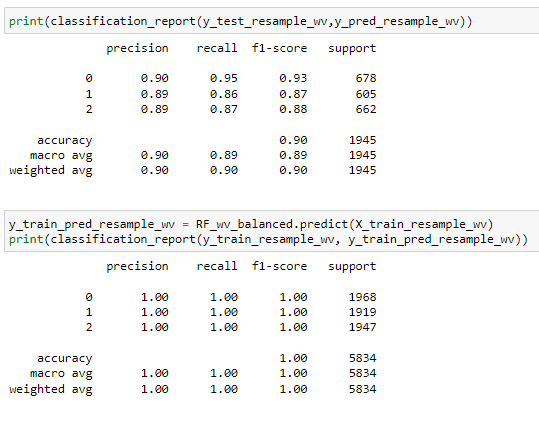 print(classification_report(y_test_resample_wv,y_pred_resample_wv))
precision recall f1-score support
0 0.90 0.95 0.93 678
1 0.89 0.86 0.87 605
2 0.89 0.87 0.88 662
accuracy 0.90 1945
macro avg 0.90 0.89 0.89 1945
weighted avg 0.90 0.90 0.90 1945
y_train_pred_resample_wv = RF_wv_balanced.predict(X_train_resample_wv)
print(classification_report(y_train_resample_wv, y_train_pred_resample_wv))
precision recall f1-score support
0 1.00 1.00 1.00 1968
1 1.00 1.00 1.00 1919
2 1.00 1.00 1.00 1947
accuracy 1.00 5834
macro avg 1.00 1.00 1.00 5834
weighted avg 1.00 1.00 1.00 5834